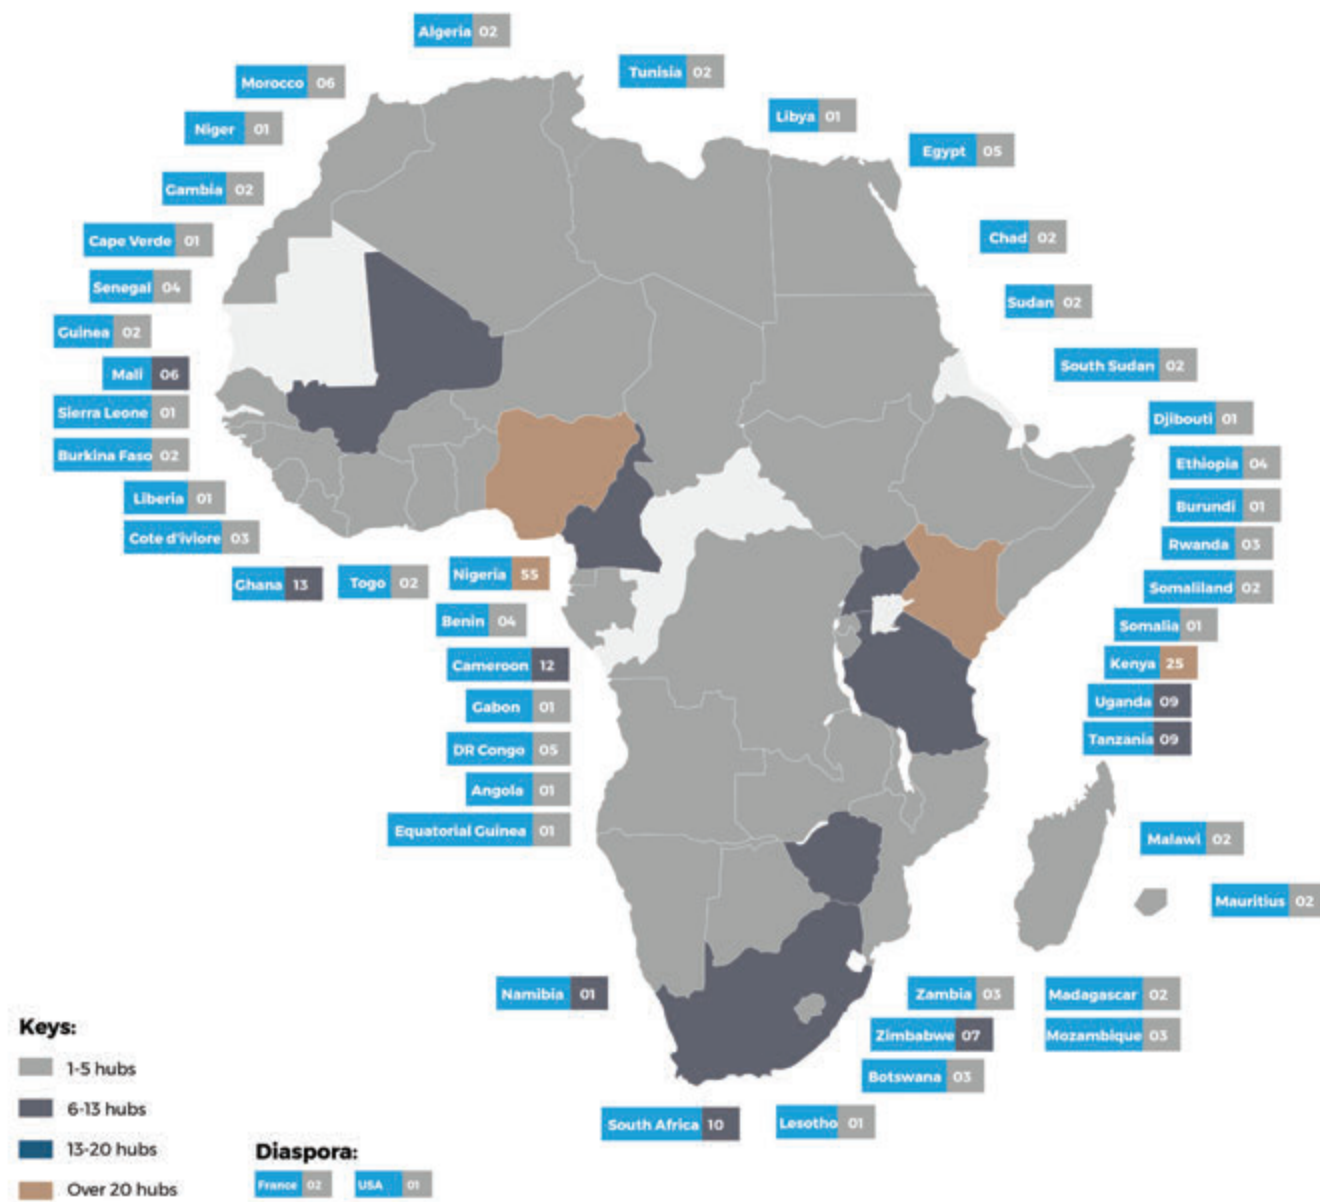 Algeria 02
Tunisia 02
Morocco 06
Libya 01
Niger 01
Egypt 05
Gambia 02
Cape Verde 01
Chad 02
Senegal 04
Sudan 02
Guinea 02
South Sudan 02
Mali 06
Sierra Leone 01
Djibouti 01
Burkina Faso 02
Ethiopia 04
Liberia 01
Burundi 01
Cote d'iviore 03
Rwanda 03
Ghana 13
Togo 02
Nigeria 55
Somaliland 02
Benin 04
Somalia 01
Cameroon 12
Kenya 25
Gabon 01
Uganda 09
DR Congo 05
Tanzania 09
Angola 01
Equatorial Guinea 01
Malawi 02
Mauritius 02
Namibia 01
Zambia 03
Madagascar 02
Zimbabwe 07
Mozambique 03
Botswana 03
South Africa 10
Lesotho 01
Keys:
1-5 hubs
6-13 hubs
13-20 hubs
Over 20 hubs
Diaspora:
France 02
USA 01